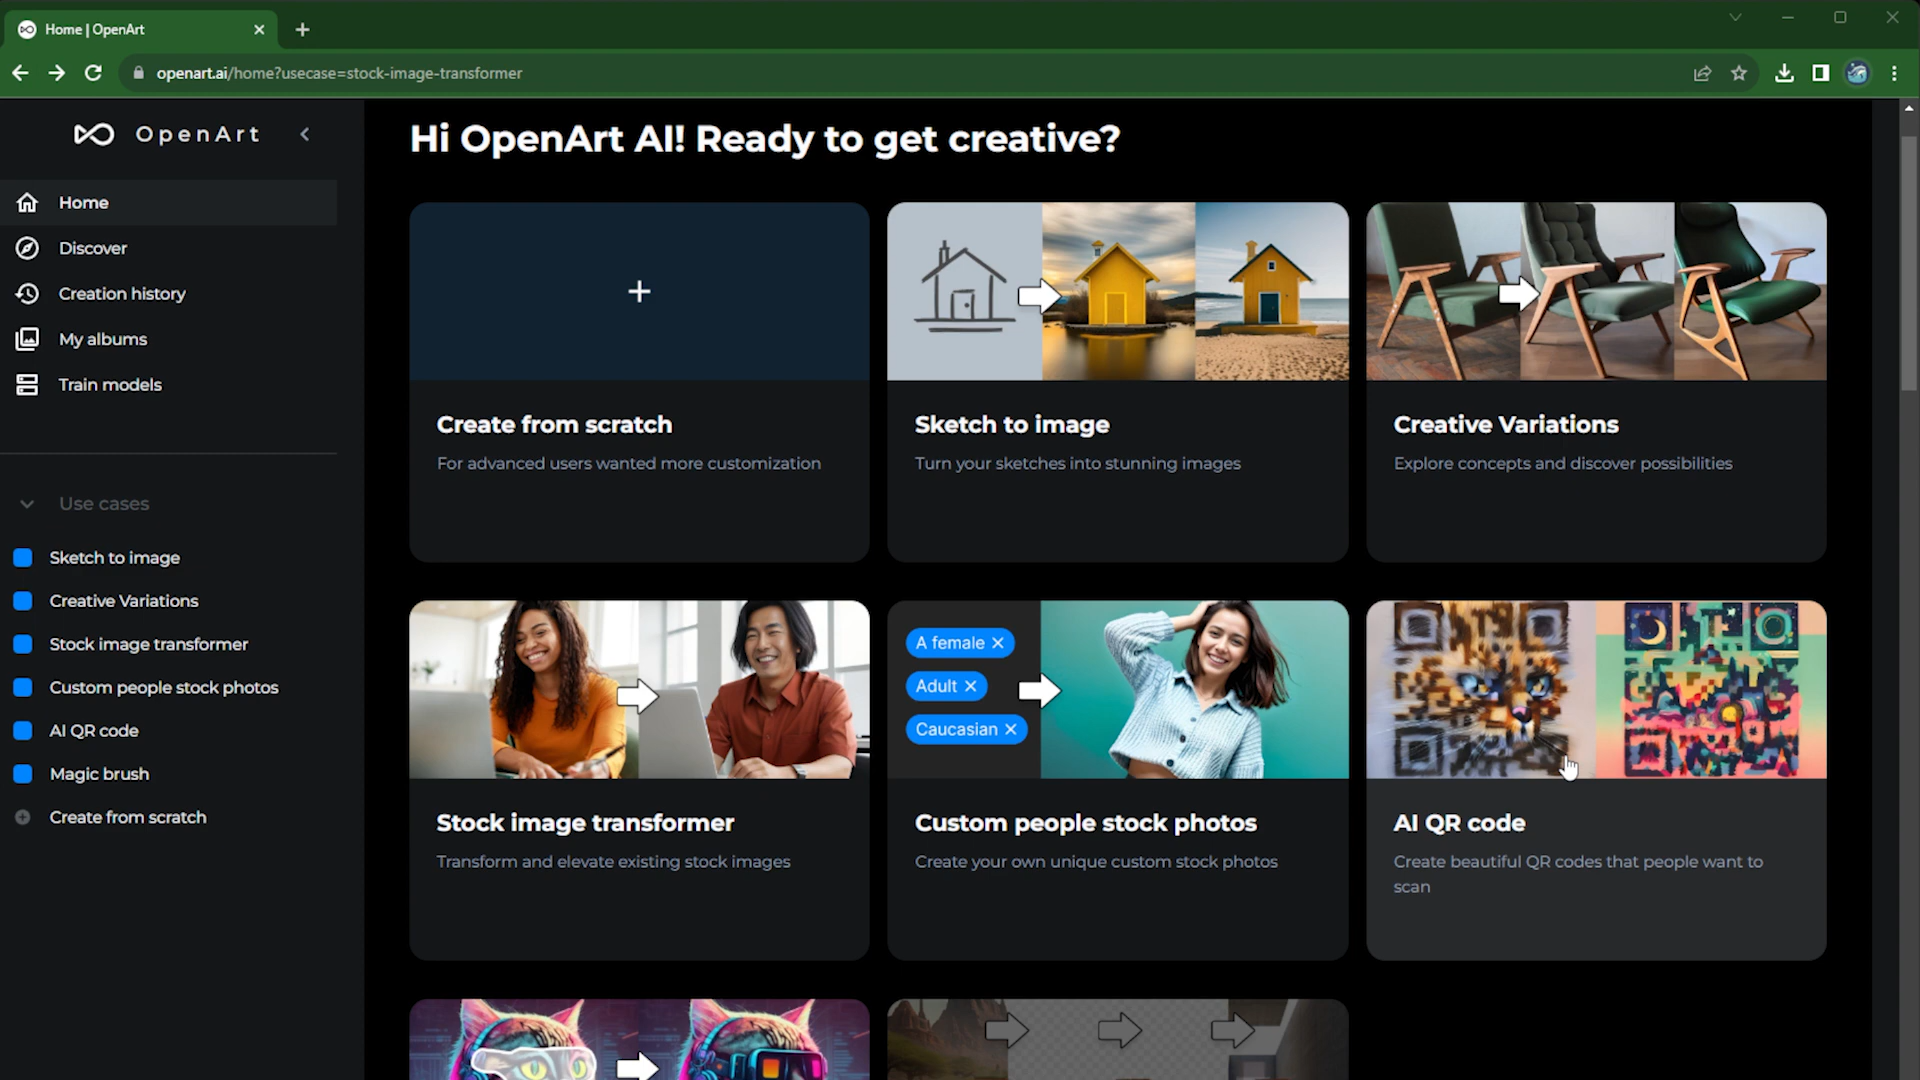 Home | OpenArt
openart.ai/home?usecase=stock-image-transformer
OpenArt
Home
Discover
Creation history
My albums
Train models
Use cases
Sketch to image
Creative Variations
Stock image transformer
Custom people stock photos
AI QR code
Magic brush
Create from scratch
Hi OpenArt AI! Ready to get creative?
Create from scratch
For advanced users wanted more customization
Sketch to image
Turn your sketches into stunning images
Creative Variations
Explore concepts and discover possibilities
Stock image transformer
Transform and elevate existing stock images
A female
Adult
Caucasian
Custom people stock photos
Create your own unique custom stock photos
AI QR code
Create beautiful QR codes that people want to
scan